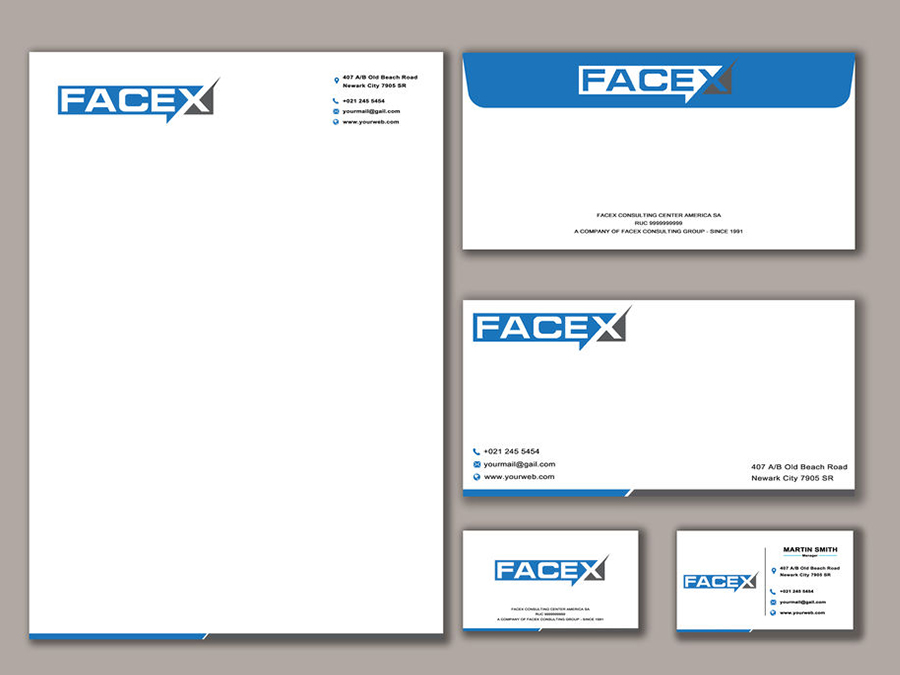 FACEX
407 A/B Old Beach Road
Newark City 7905 SR
+021 245 5454
yourmail@gail.com
www.yourweb.com
FACEX
FACEX CONSULTING CENTER AMERICA SA
RUC 9999999999
A COMPANY OF FACEX CONSULTING GROUP - SINCE 1991
FACEX
+021 245 5454
yourmail@gail.com
www.yourweb.com
407 A/B Old Beach Road
Newark City 7905 SR
FACEX
FACEX CONSULTING CENTER AMERICA SA
RUC 9999999999
A COMPANY OF FACEX CONSULTING GROUP - SINCE 1991
FACEX
MARTIN SMITH
Manager
407 A/B Old Beach Road
Newark City 7905 SR
+021 245 5454
yourmail@gail.com
www.yourweb.com